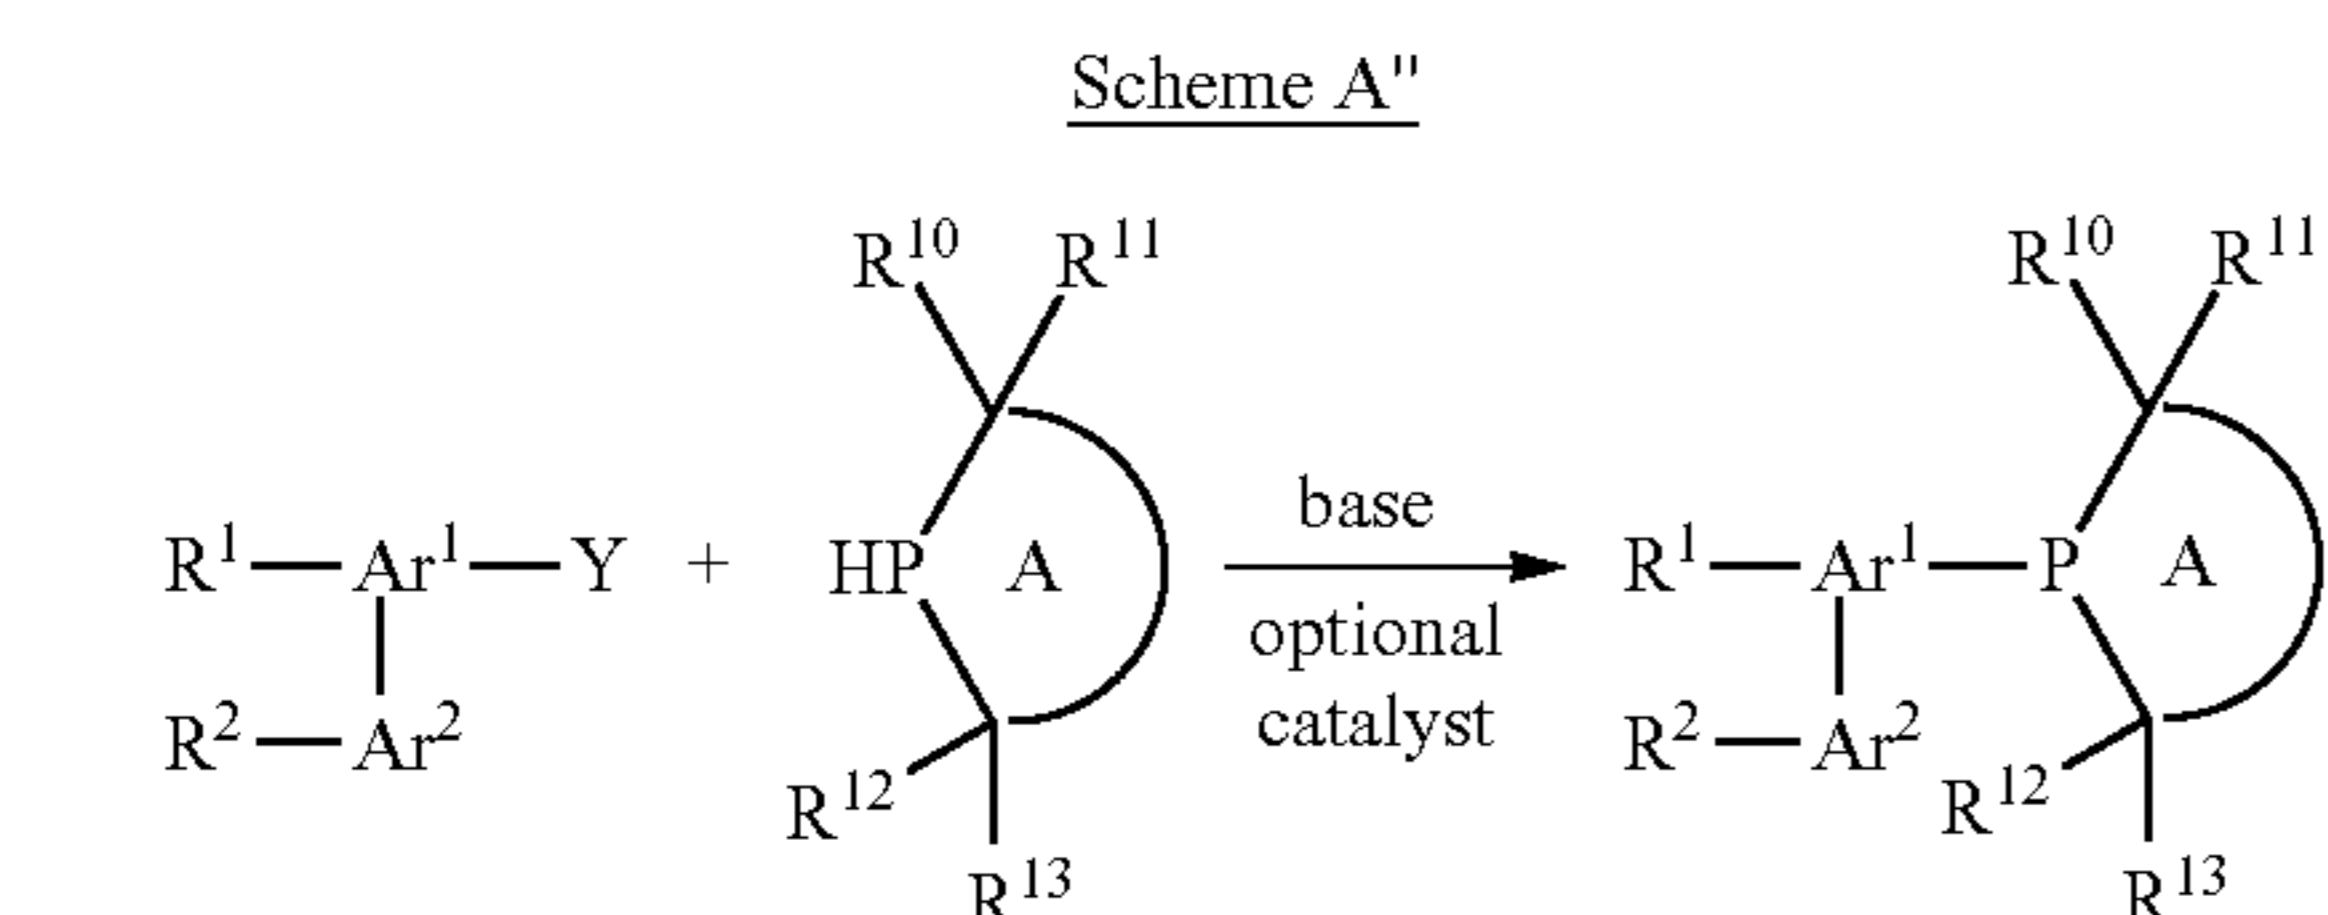 Scheme A"
R¹⁰ R¹¹ R¹⁰ R¹¹
base
R¹—Ar¹—Y + HP A R¹—Ar¹—P A
optional
R²—Ar² catalyst R²—Ar²
R¹² R¹²
R¹³ R¹³